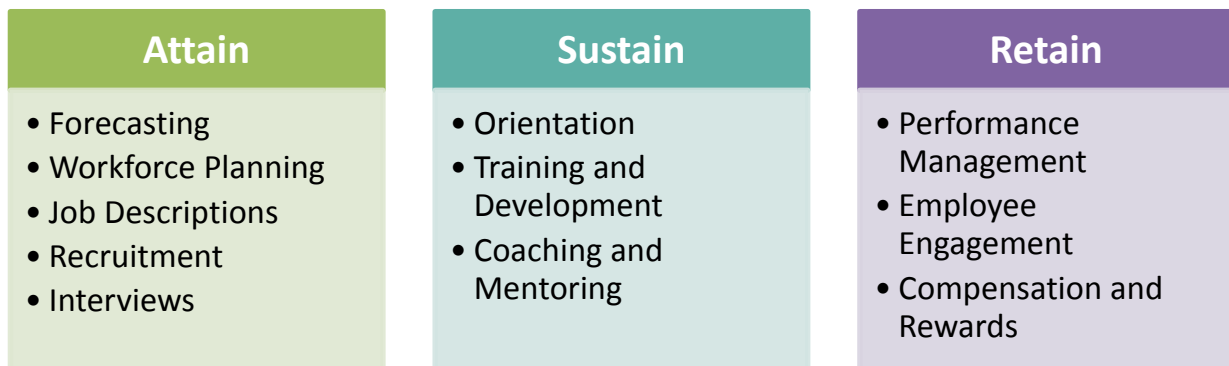 Attain
• Forecasting
• Workforce Planning
• Job Descriptions
• Recruitment
• Interviews
Sustain
• Orientation
• Training and
Development
• Coaching and
Mentoring
Retain
• Performance
Management
• Employee
Engagement
• Compensation and
Rewards